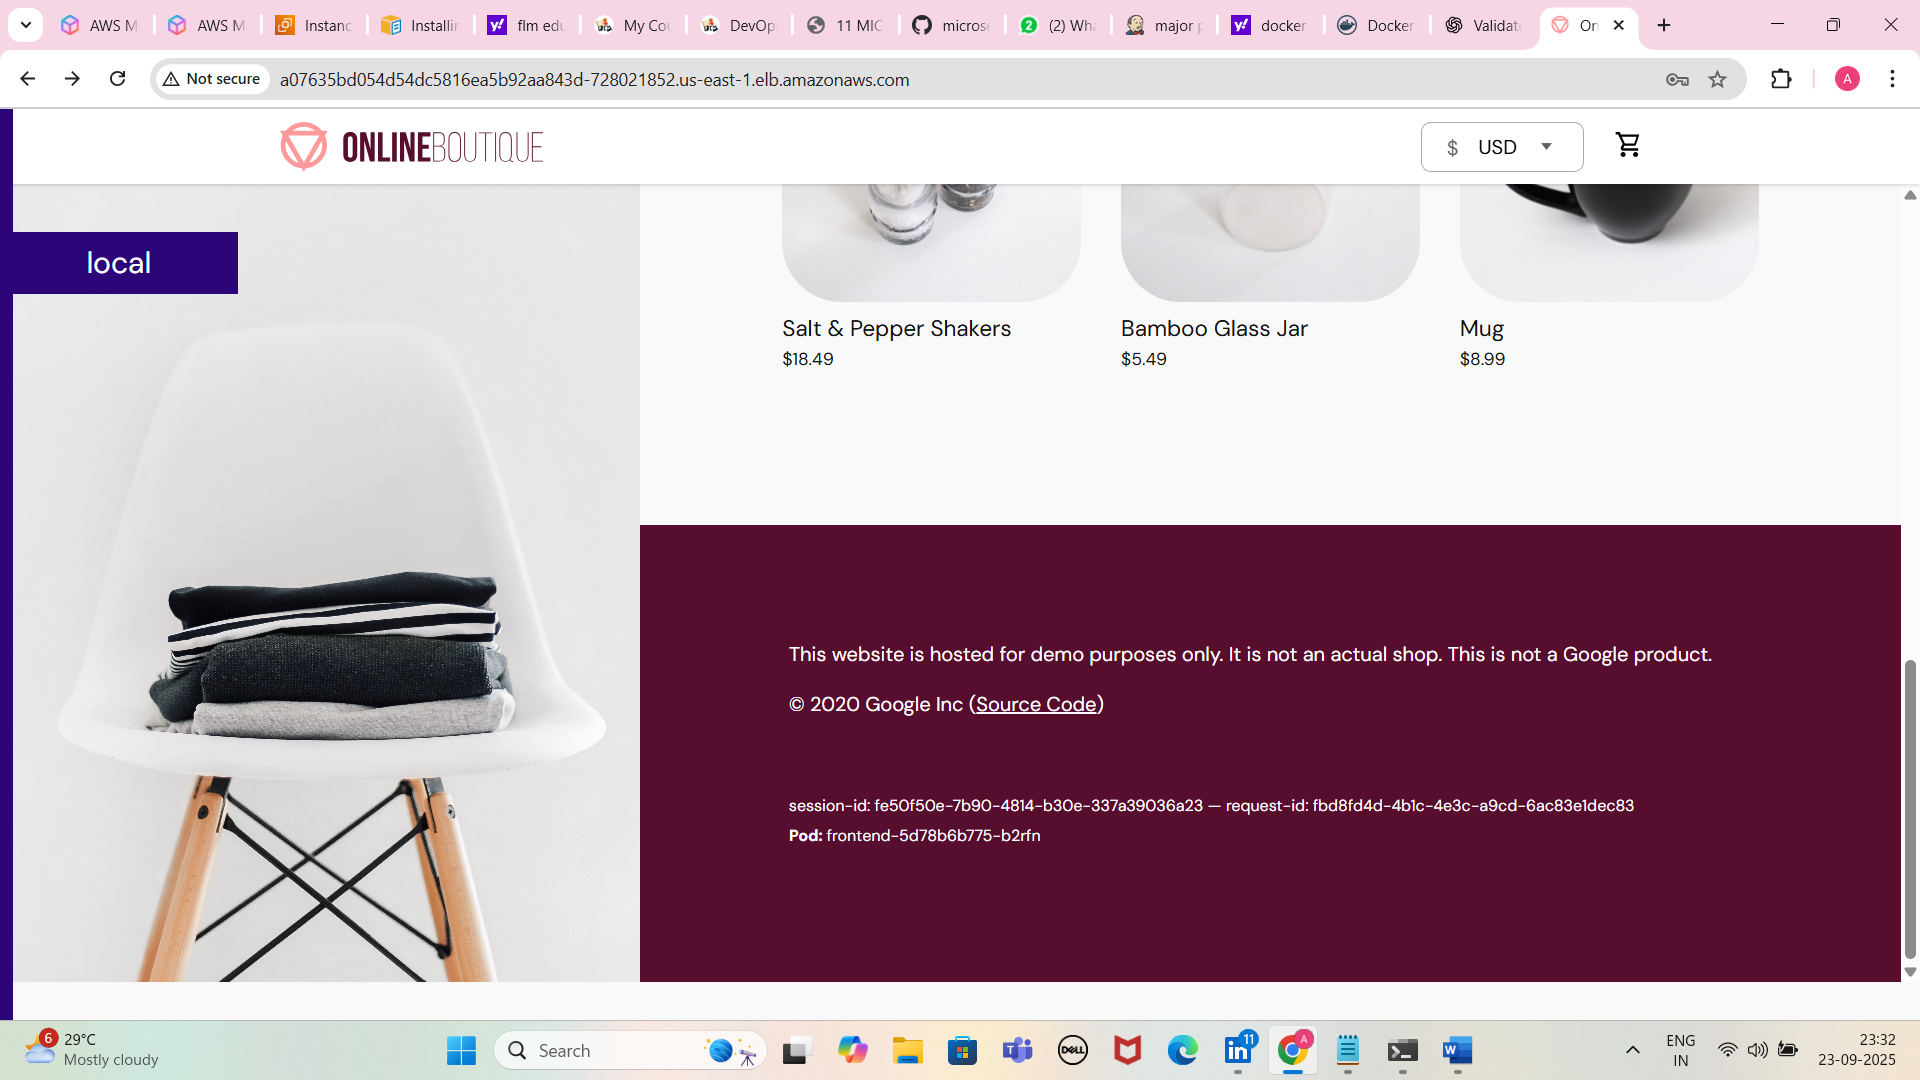 AWS M
AWS M
Instanc
Installin
flm edu
My Cou
DevOps
11 MIC
microse
(2) Wha
major p
docker
Docker
Validate
On
Not secure
a07635bd054d54dc5816ea5b92aa843d-728021852.us-east-1.elb.amazonaws.com
A
ONLINEBOUTIQUE
$ USD
local
Salt & Pepper Shakers
$18.49
Bamboo Glass Jar
$5.49
Mug
$8.99
This website is hosted for demo purposes only. It is not an actual shop. This is not a Google product.
© 2020 Google Inc (Source Code)
session-id: fe50f50e-7b90-4814-b30e-337a39036a23 — request-id: fbd8fd4d-4b1c-4e3c-a9cd-6ac83e1dec83
Pod: frontend-5d78b6b775-b2rfn
6
29°C
Mostly cloudy
Search
DELL
11
A
ENG
IN
23:32
23-09-2025